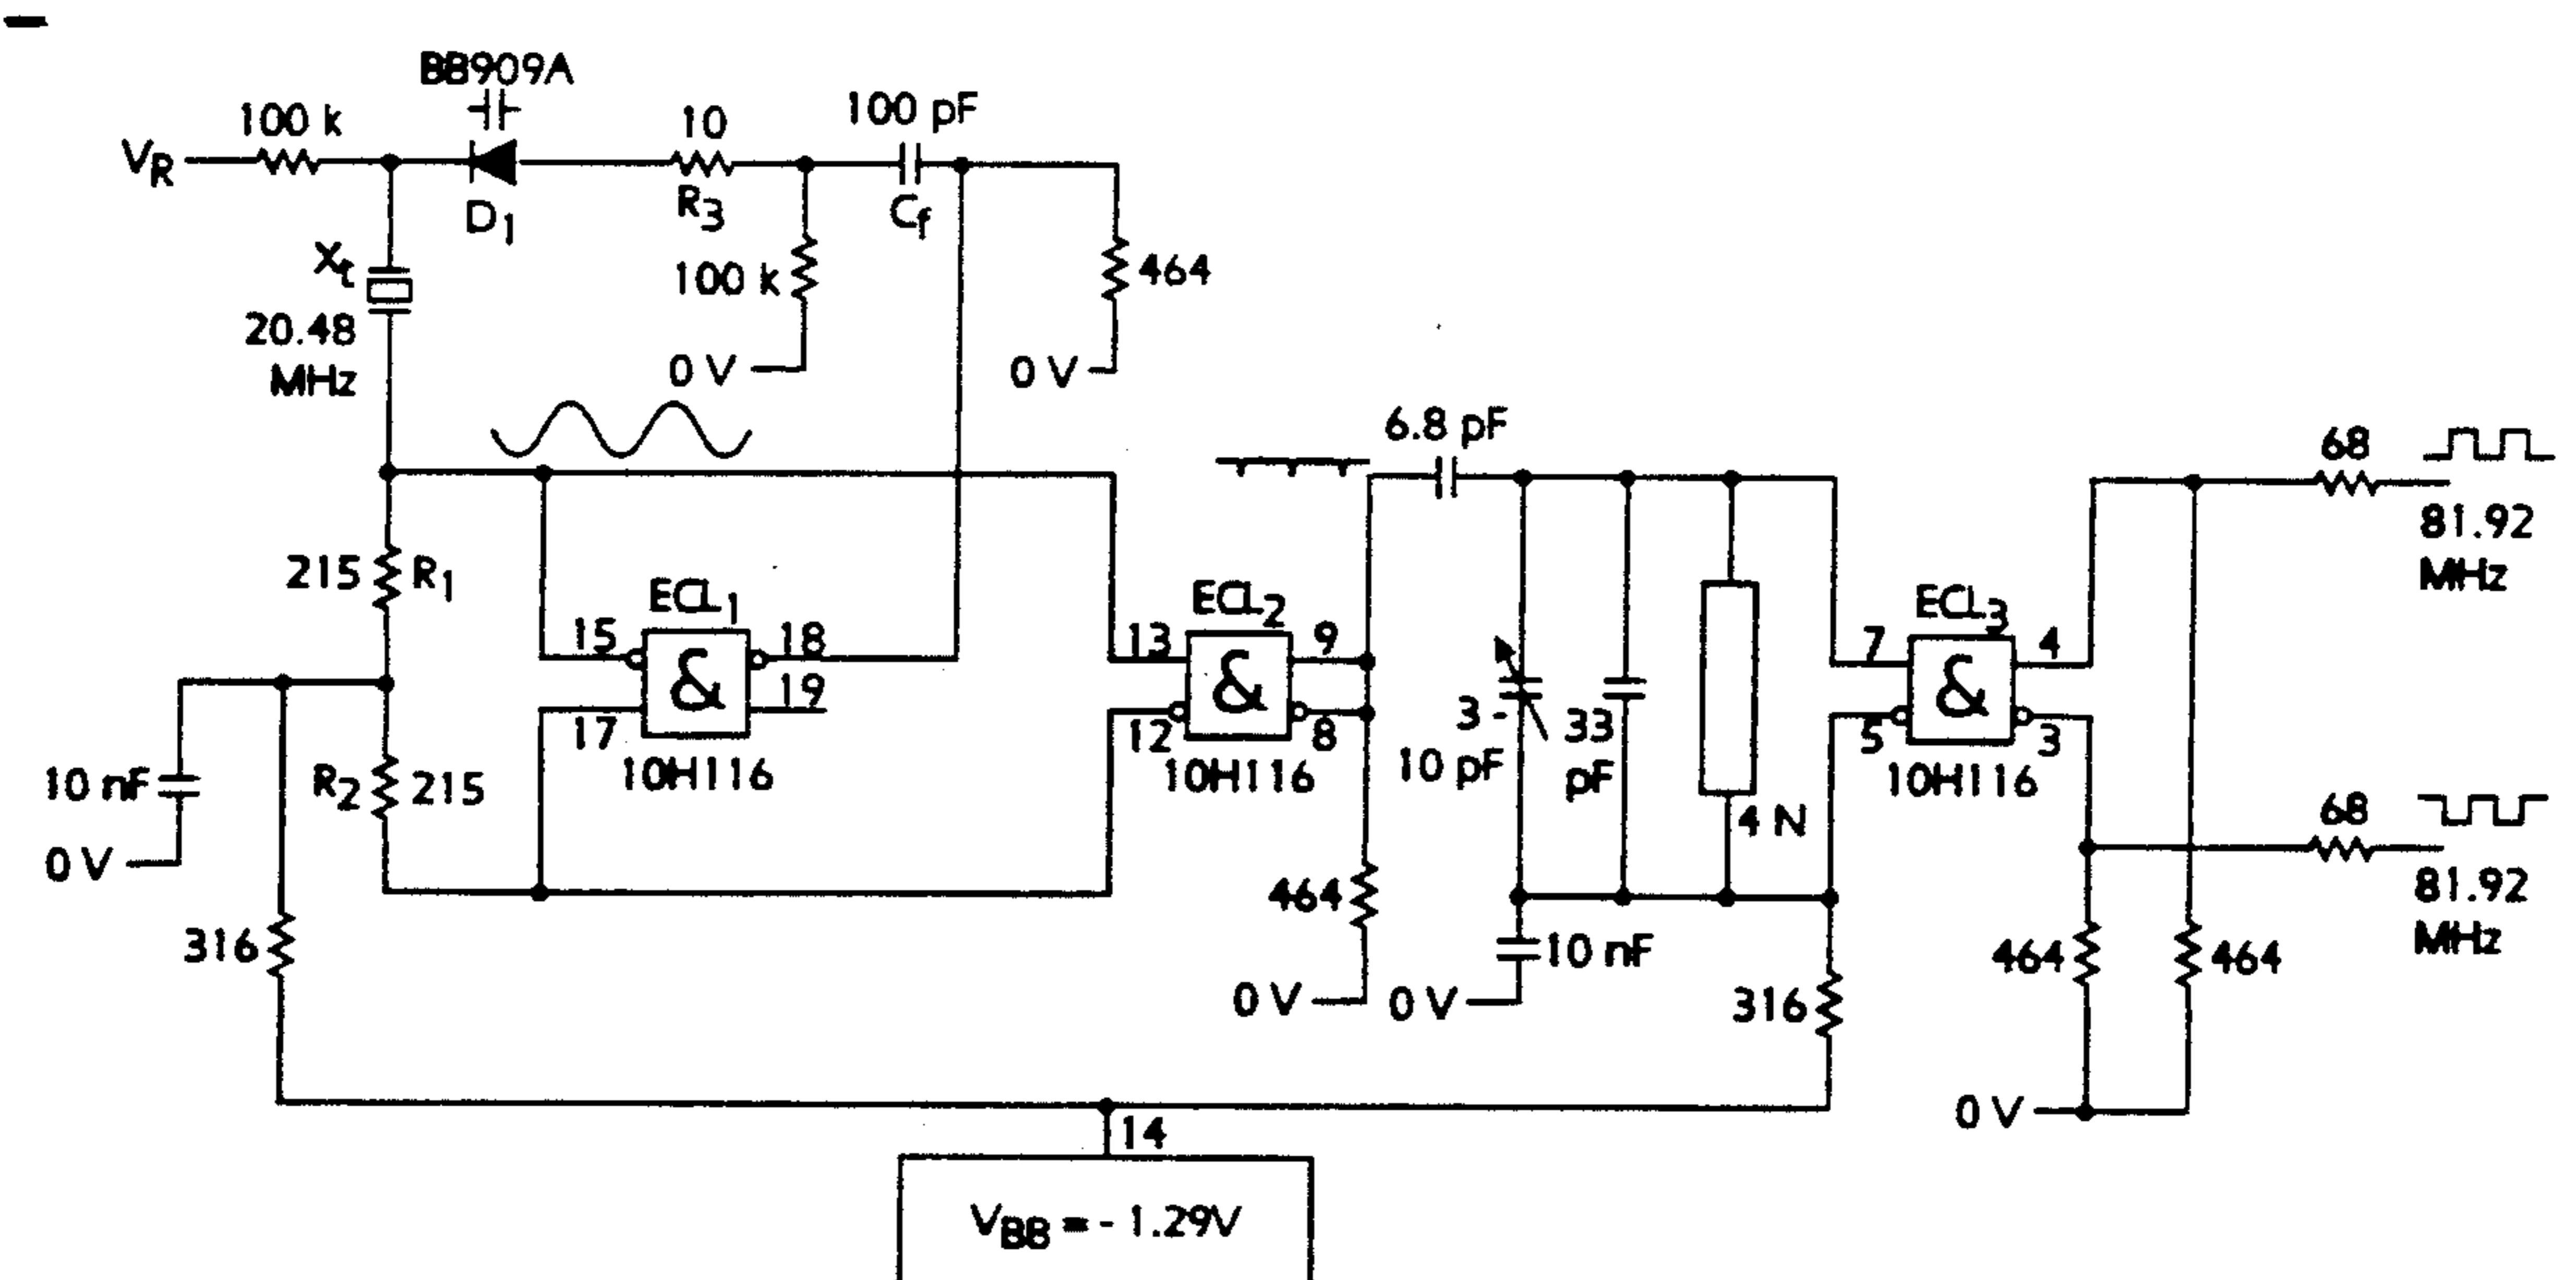 BB909A
100 k
10
100 pF
VR
D1
R3
Cf
Xt
20.48
MHz
100 k
464
0 V
0 V
6.8 pF
68
81.92
MHz
215
R1
ECL1
15
18
19
17
&
10H116
ECL2
13
9
12
8
&
10H116
3 -
10 pF
33
pF
4 N
ECL3
7
4
5
3
&
10H116
10 nF
0 V
R2
215
316
464
0 V
10 nF
0 V
316
68
81.92
MHz
464
464
0 V
14
VBB = - 1.29V